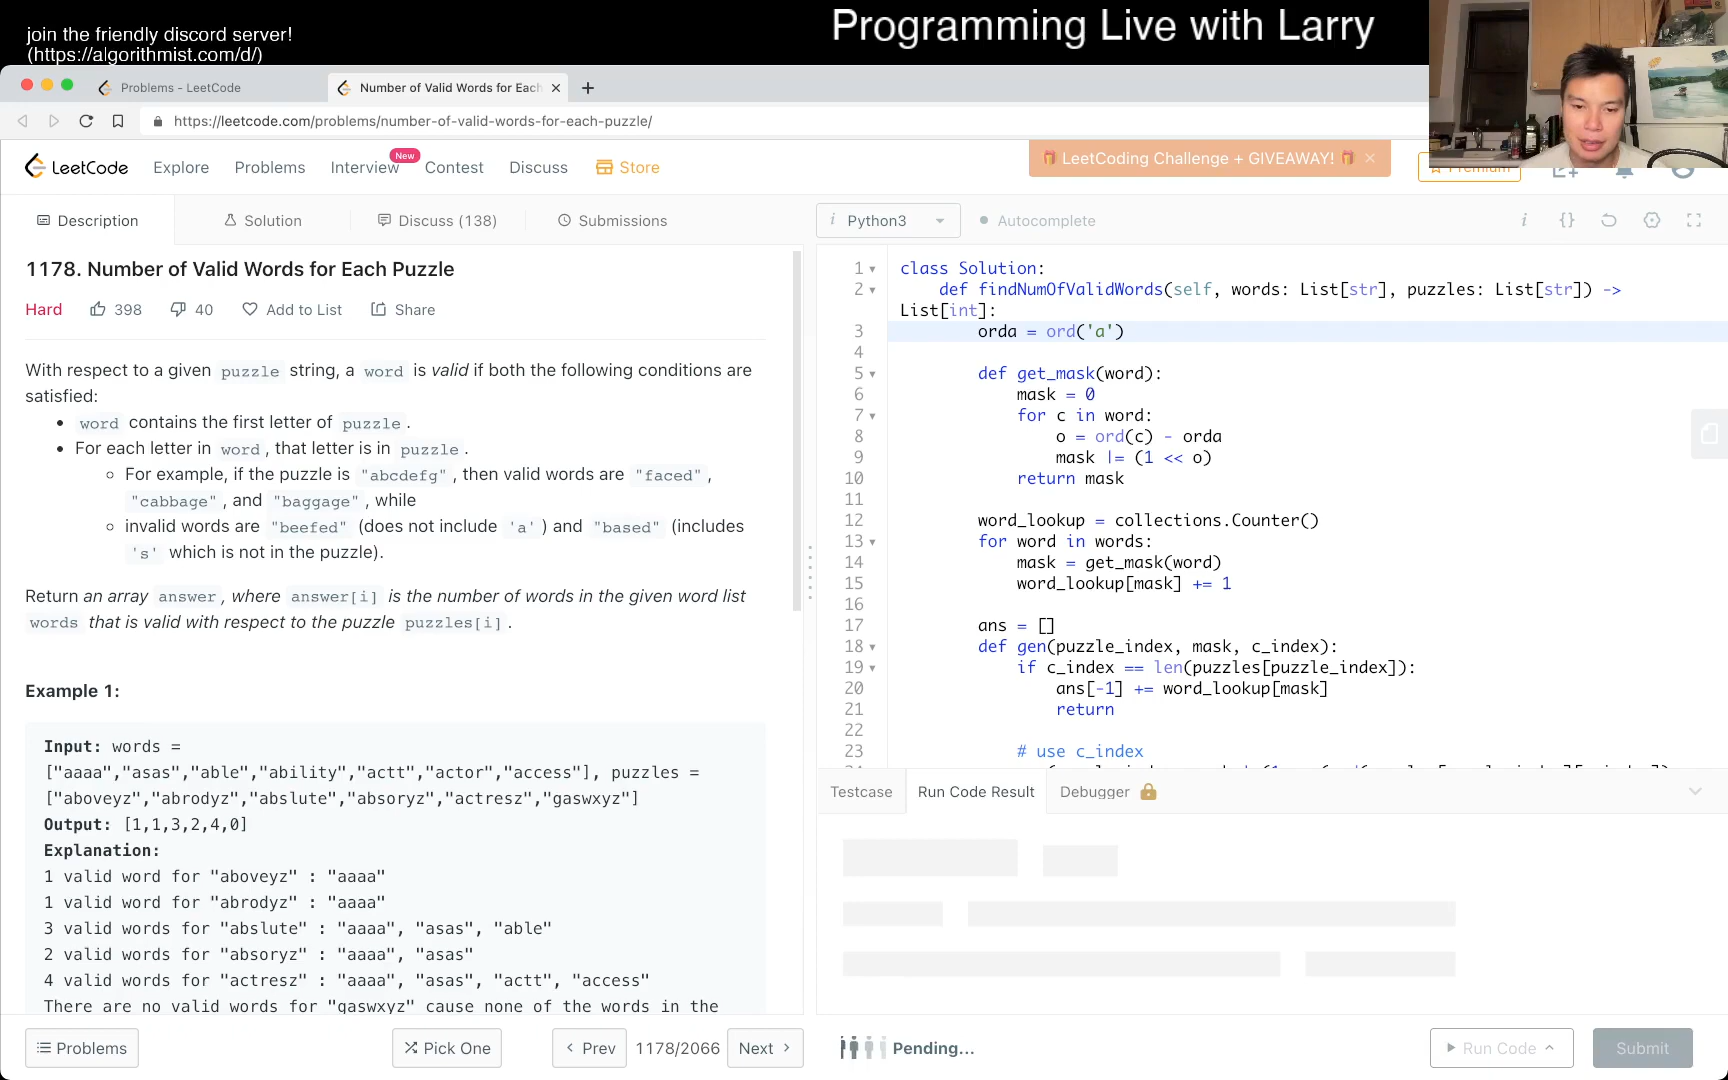 join the friendly discord server!
(https://algorithmist.com/d/)
Programming Live with Larry
Problems - LeetCode
Number of Valid Words for Each
https://leetcode.com/problems/number-of-valid-words-for-each-puzzle/
LeetCode
Explore
Problems
Interview
New
Contest
Discuss
Store
LeetCoding Challenge + GIVEAWAY!
Premium
Description
Solution
Discuss (138)
Submissions
Python3
Autocomplete
1178. Number of Valid Words for Each Puzzle
Hard
398
40
Add to List
Share
With respect to a given puzzle string, a word is valid if both the following conditions are
satisfied:
• word contains the first letter of puzzle.
• For each letter in word, that letter is in puzzle.
◦ For example, if the puzzle is "abcdefg", then valid words are "faced",
"cabbage", and "baggage", while
◦ invalid words are "beefed" (does not include 'a') and "based" (includes
's' which is not in the puzzle).
Return an array answer, where answer[i] is the number of words in the given word list
words that is valid with respect to the puzzle puzzles[i].
Example 1:
Input: words =
["aaaa","asas","able","ability","actt","actor","access"], puzzles =
["aboveyz","abrodyz","abslute","absoryz","actresz","gaswxyz"]
Output: [1,1,3,2,4,0]
Explanation:
1 valid word for "aboveyz" : "aaaa"
1 valid word for "abrodyz" : "aaaa"
3 valid words for "abslute" : "aaaa", "asas", "able"
2 valid words for "absoryz" : "aaaa", "asas"
4 valid words for "actresz" : "aaaa", "asas", "actt", "access"
There are no valid words for "gaswxyz" cause none of the words in the
1 class Solution:
2     def findNumOfValidWords(self, words: List[str], puzzles: List[str]) ->
List[int]:
3         orda = ord('a')
4
5         def get_mask(word):
6             mask = 0
7             for c in word:
8                 o = ord(c) - orda
9                 mask |= (1 << o)
10             return mask
11
12         word_lookup = collections.Counter()
13         for word in words:
14             mask = get_mask(word)
15             word_lookup[mask] += 1
16
17         ans = []
18         def gen(puzzle_index, mask, c_index):
19             if c_index == len(puzzles[puzzle_index]):
20                 ans[-1] += word_lookup[mask]
21                 return
22
23             # use c_index
Testcase
Run Code Result
Debugger
Problems
Pick One
Prev
1178/2066
Next
Pending...
Run Code
Submit